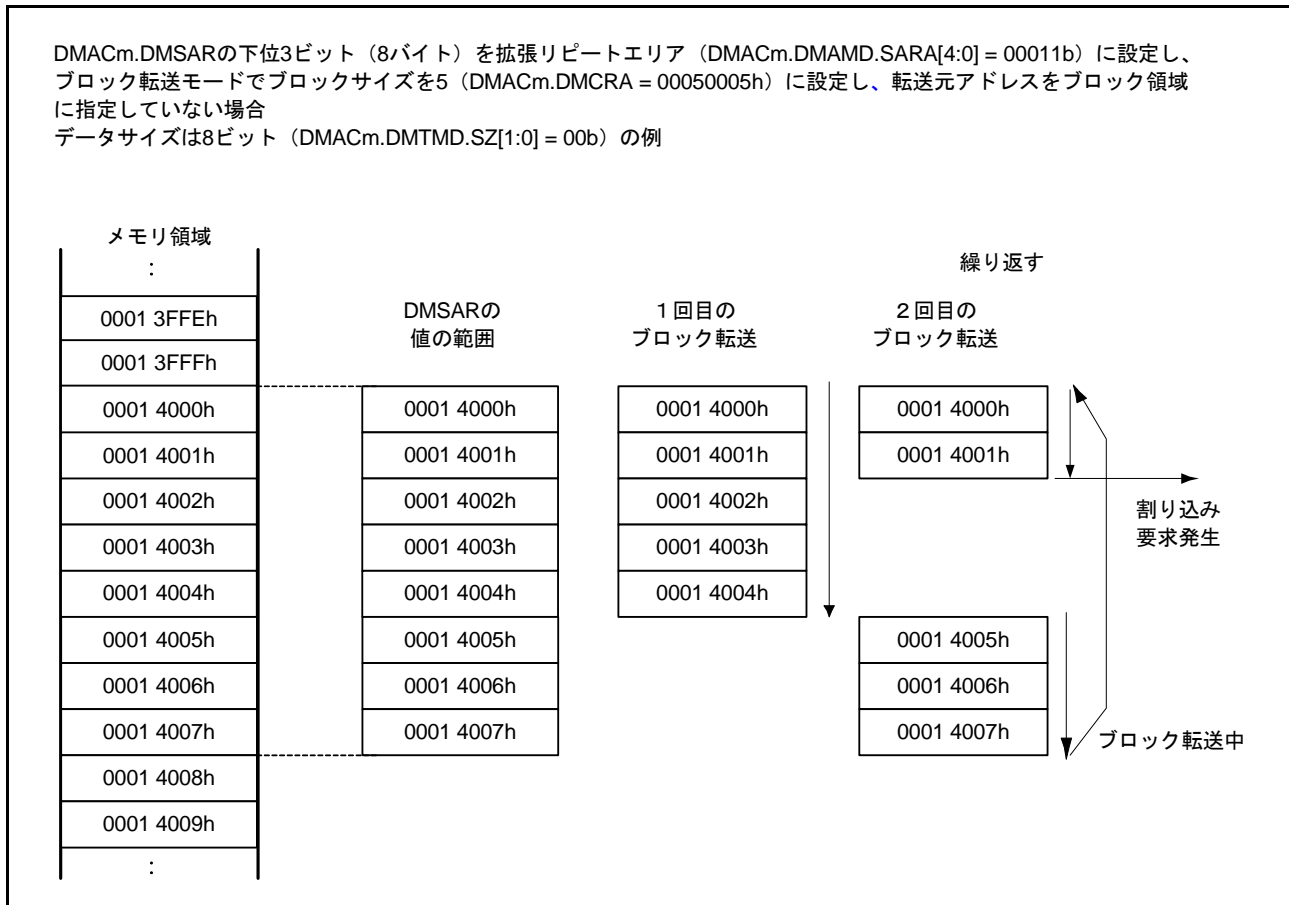 DMACm.DMSARの下位3ビット（8バイト）を拡張リピートエリア（DMACm.DMAMD.SARA[4:0] = 00011b）に設定し、
ブロック転送モードでブロックサイズを5（DMACm.DMCRA = 00050005h）に設定し、転送元アドレスをブロック領域
に指定していない場合
データサイズは8ビット（DMACm.DMTMD.SZ[1:0] = 00b）の例
メモリ領域
:
0001 3FFEh
0001 3FFFh
0001 4000h
0001 4001h
0001 4002h
0001 4003h
0001 4004h
0001 4005h
0001 4006h
0001 4007h
0001 4008h
0001 4009h
:
DMSARの
値の範囲
0001 4000h
0001 4001h
0001 4002h
0001 4003h
0001 4004h
0001 4005h
0001 4006h
0001 4007h
１回目の
ブロック転送
0001 4000h
0001 4001h
0001 4002h
0001 4003h
0001 4004h
繰り返す
２回目の
ブロック転送
0001 4000h
0001 4001h
0001 4005h
0001 4006h
0001 4007h
割り込み
要求発生
ブロック転送中